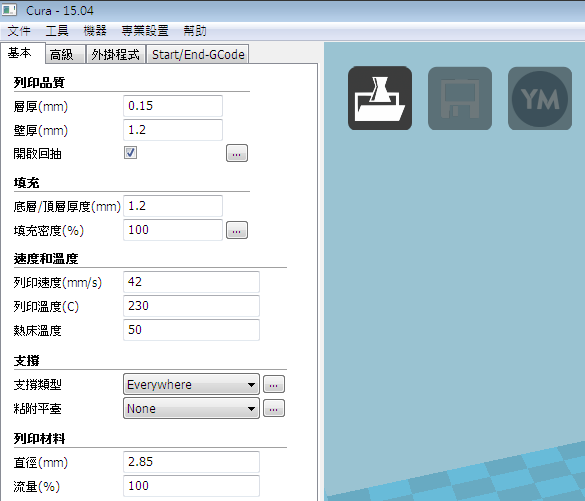 Cura - 15.04
文件 工具 機器 專業設置 幫助
基本 高級 外掛程式 Start/End-GCode
列印品質
層厚(mm) 0.15
壁厚(mm) 1.2
開啟回抽 ...
填充
底層/頂層厚度(mm) 1.2
填充密度(%) 100 ...
速度和溫度
列印速度(mm/s) 42
列印溫度(C) 230
熱床溫度 50
支撐
支撐類型 Everywhere ...
粘附平臺 None ...
列印材料
直徑(mm) 2.85
流量(%) 100
YM